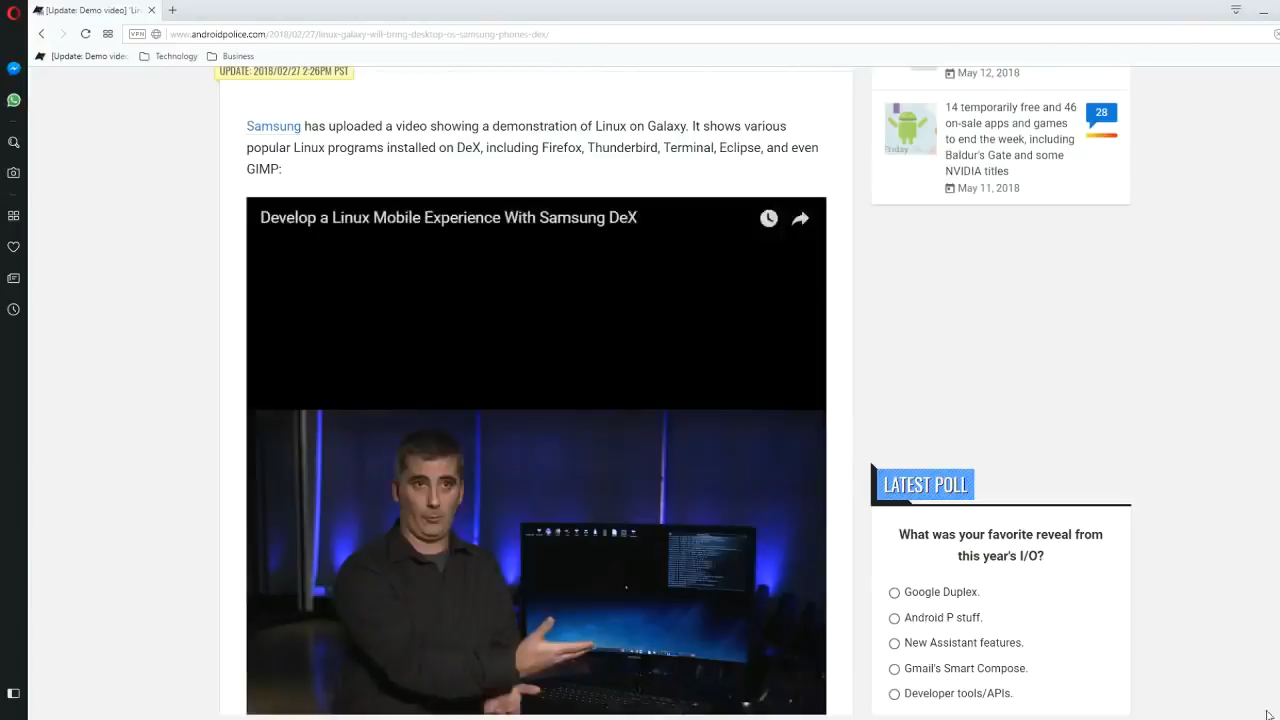 [Update: Demo video] 'Lin
VPN
www.androidpolice.com/2018/02/27/linux-galaxy-will-bring-desktop-os-samsung-phones-dex/
[Update: Demo videc
Technology
Business
UPDATE: 2018/02/27 2:26PM PST
Samsung has uploaded a video showing a demonstration of Linux on Galaxy. It shows various
popular Linux programs installed on DeX, including Firefox, Thunderbird, Terminal, Eclipse, and even
GIMP:
Develop a Linux Mobile Experience With Samsung DeX
May 12, 2018
14 temporarily free and 46
on-sale apps and games
to end the week, including
Baldur's Gate and some
NVIDIA titles
May 11, 2018
28
Friday
LATEST POLL
What was your favorite reveal from
this year's I/O?
Google Duplex.
Android P stuff.
New Assistant features.
Gmail's Smart Compose.
Developer tools/APIs.